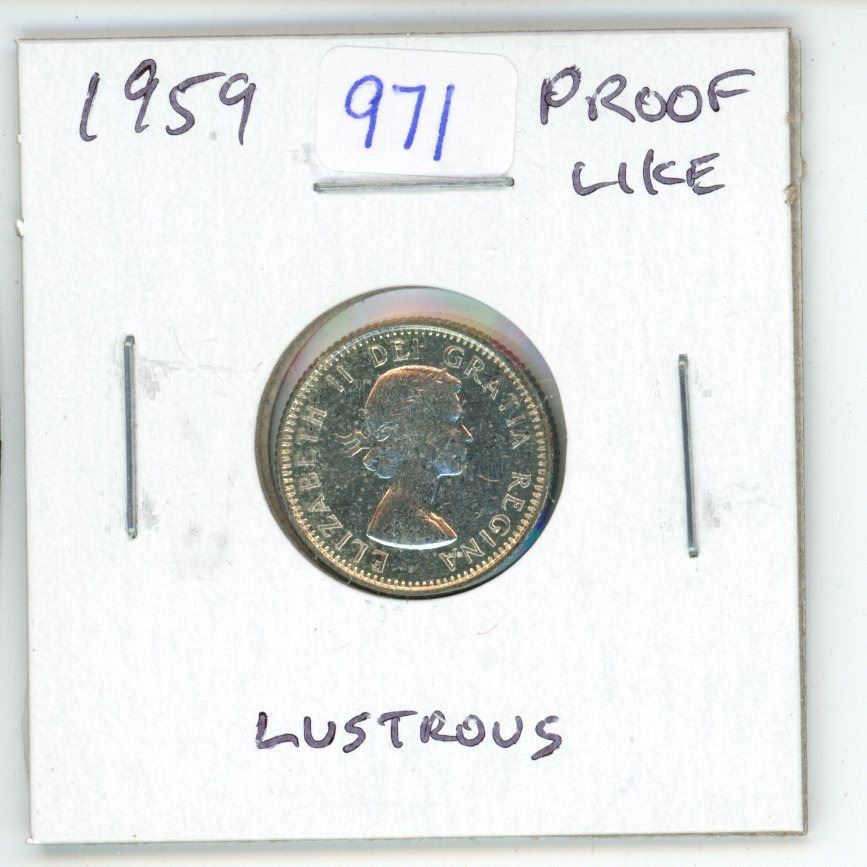 1959 971 PROOF
LIKE
ELIZABETH II DEI GRATIA REGINA
LUSTROUS